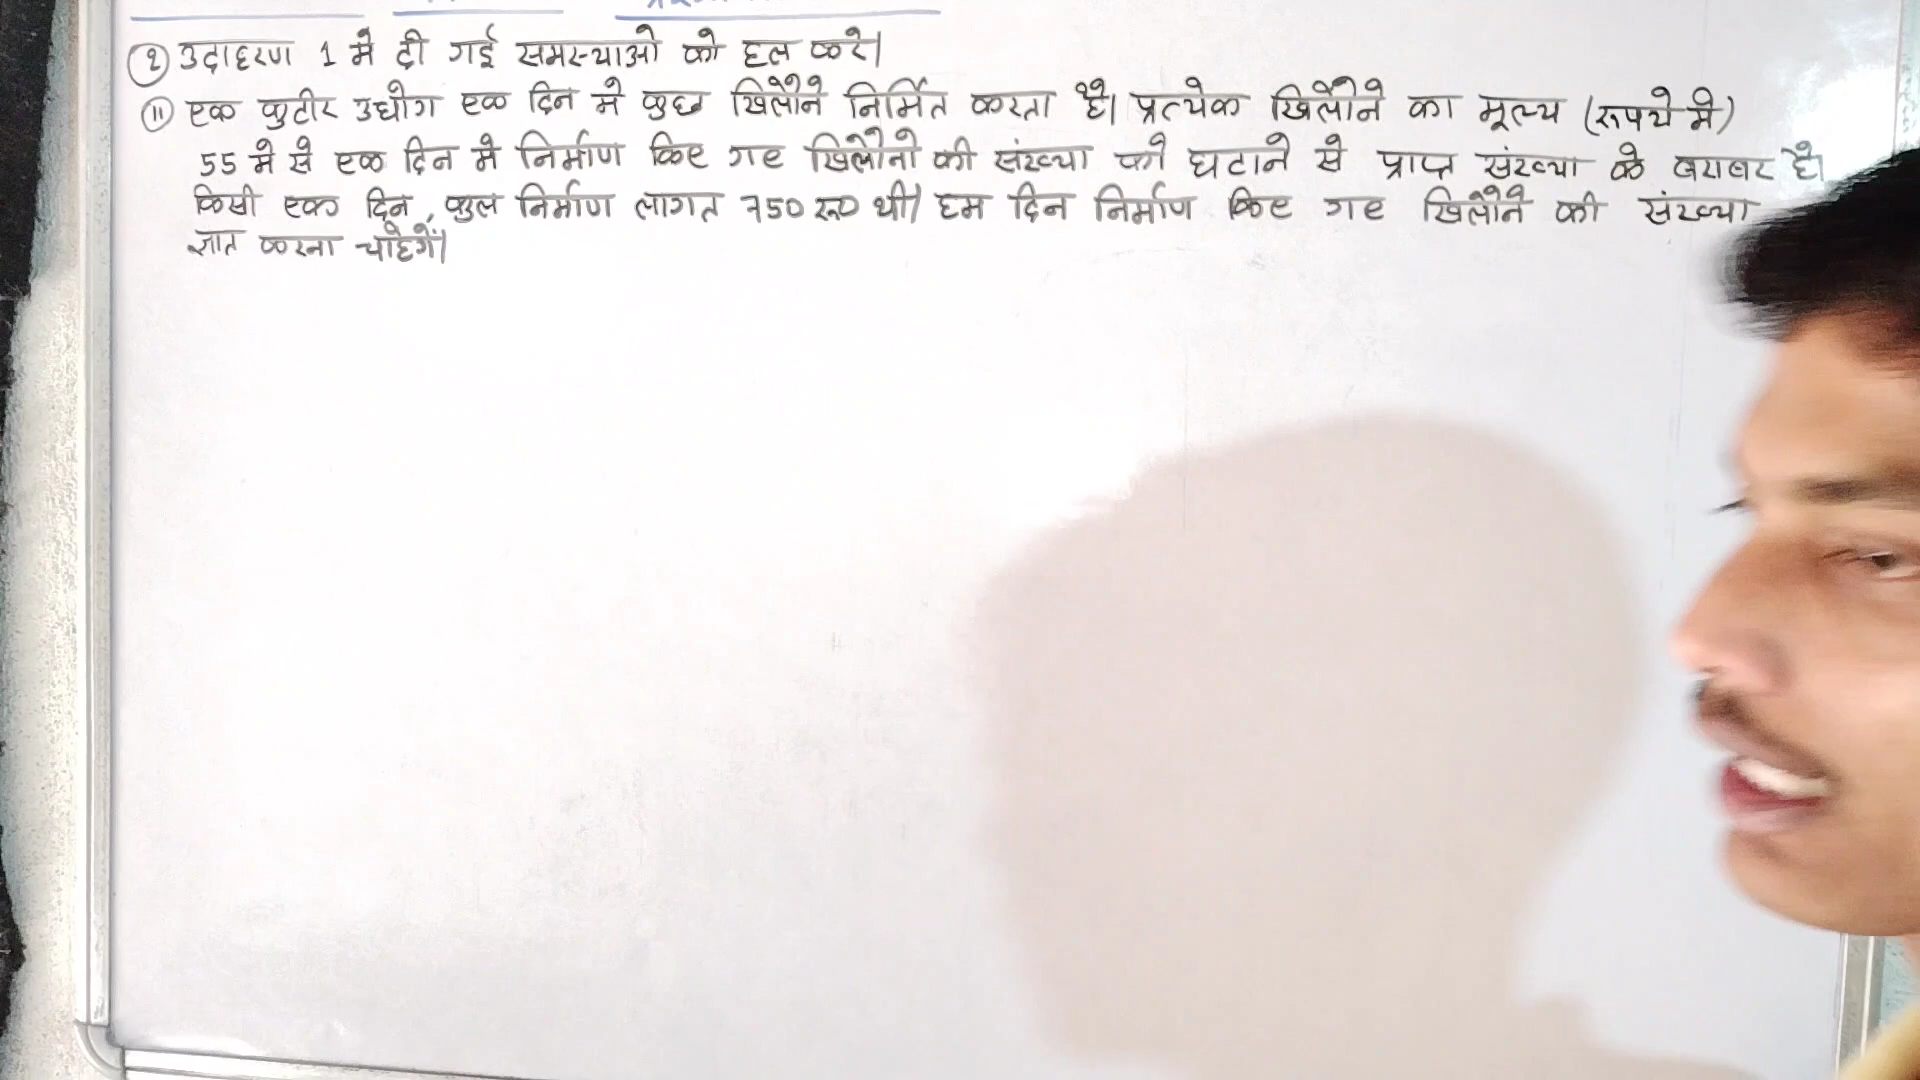 ② उदाहरण 1 मे दी गई समस्याओ को हल करे।
(ii) एक कुटीर उद्योग एक दिन मे कुछ खिलौने निर्मित करता है। प्रत्येक खिलौने का मूल्य (रूपये मे)
55 मे से एक दिन मे निर्माण किए गए खिलौनो की संख्या को घटाने से प्राप्त संख्या के बराबर है।
किसी एक दिन, कुल निर्माण लागत 750 रू० थी। हम दिन निर्माण किए गए खिलौने की संख्या
ज्ञात करना चाहेगें।